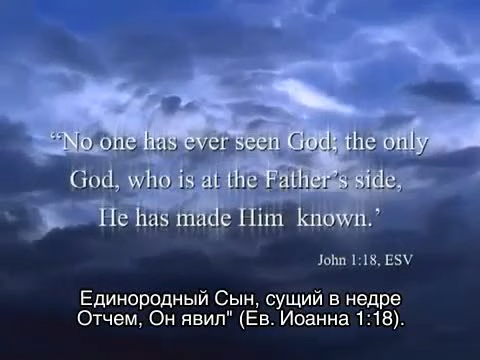 “No one has ever seen God; the only
God, who is at the Father’s side,
He has made Him  known.’
John 1:18, ESV
Единородный Сын, сущий в недре
Отчем, Он явил" (Ев. Иоанна 1:18).